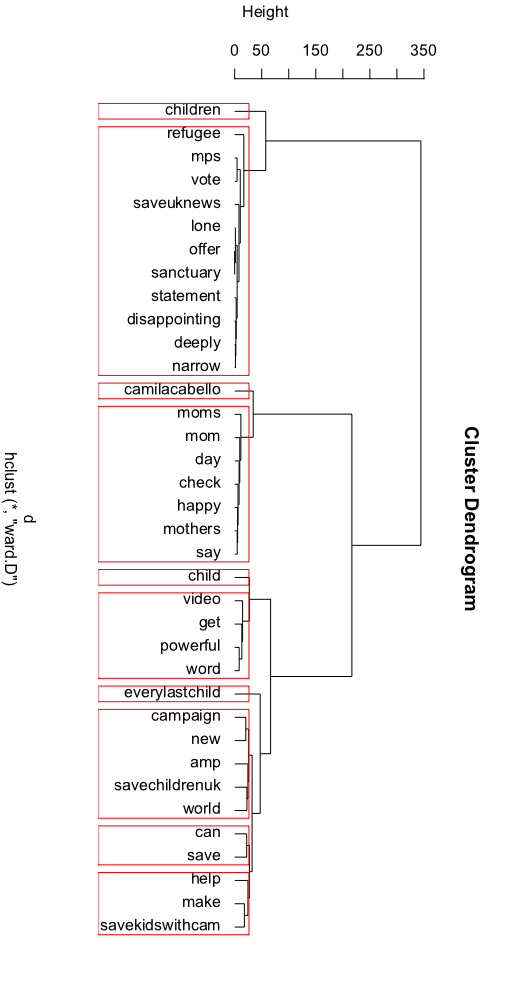 Height
0 50 150 250 350
Cluster Dendrogram
children
refugee
mps
vote
saveuknews
lone
offer
sanctuary
statement
disappointing
deeply
narrow
camilacabello
moms
mom
day
check
happy
mothers
say
child
video
get
powerful
word
everylastchild
campaign
new
amp
savechildrenuk
world
can
save
help
make
savekidswithcam
d
hclust (*, "ward.D")